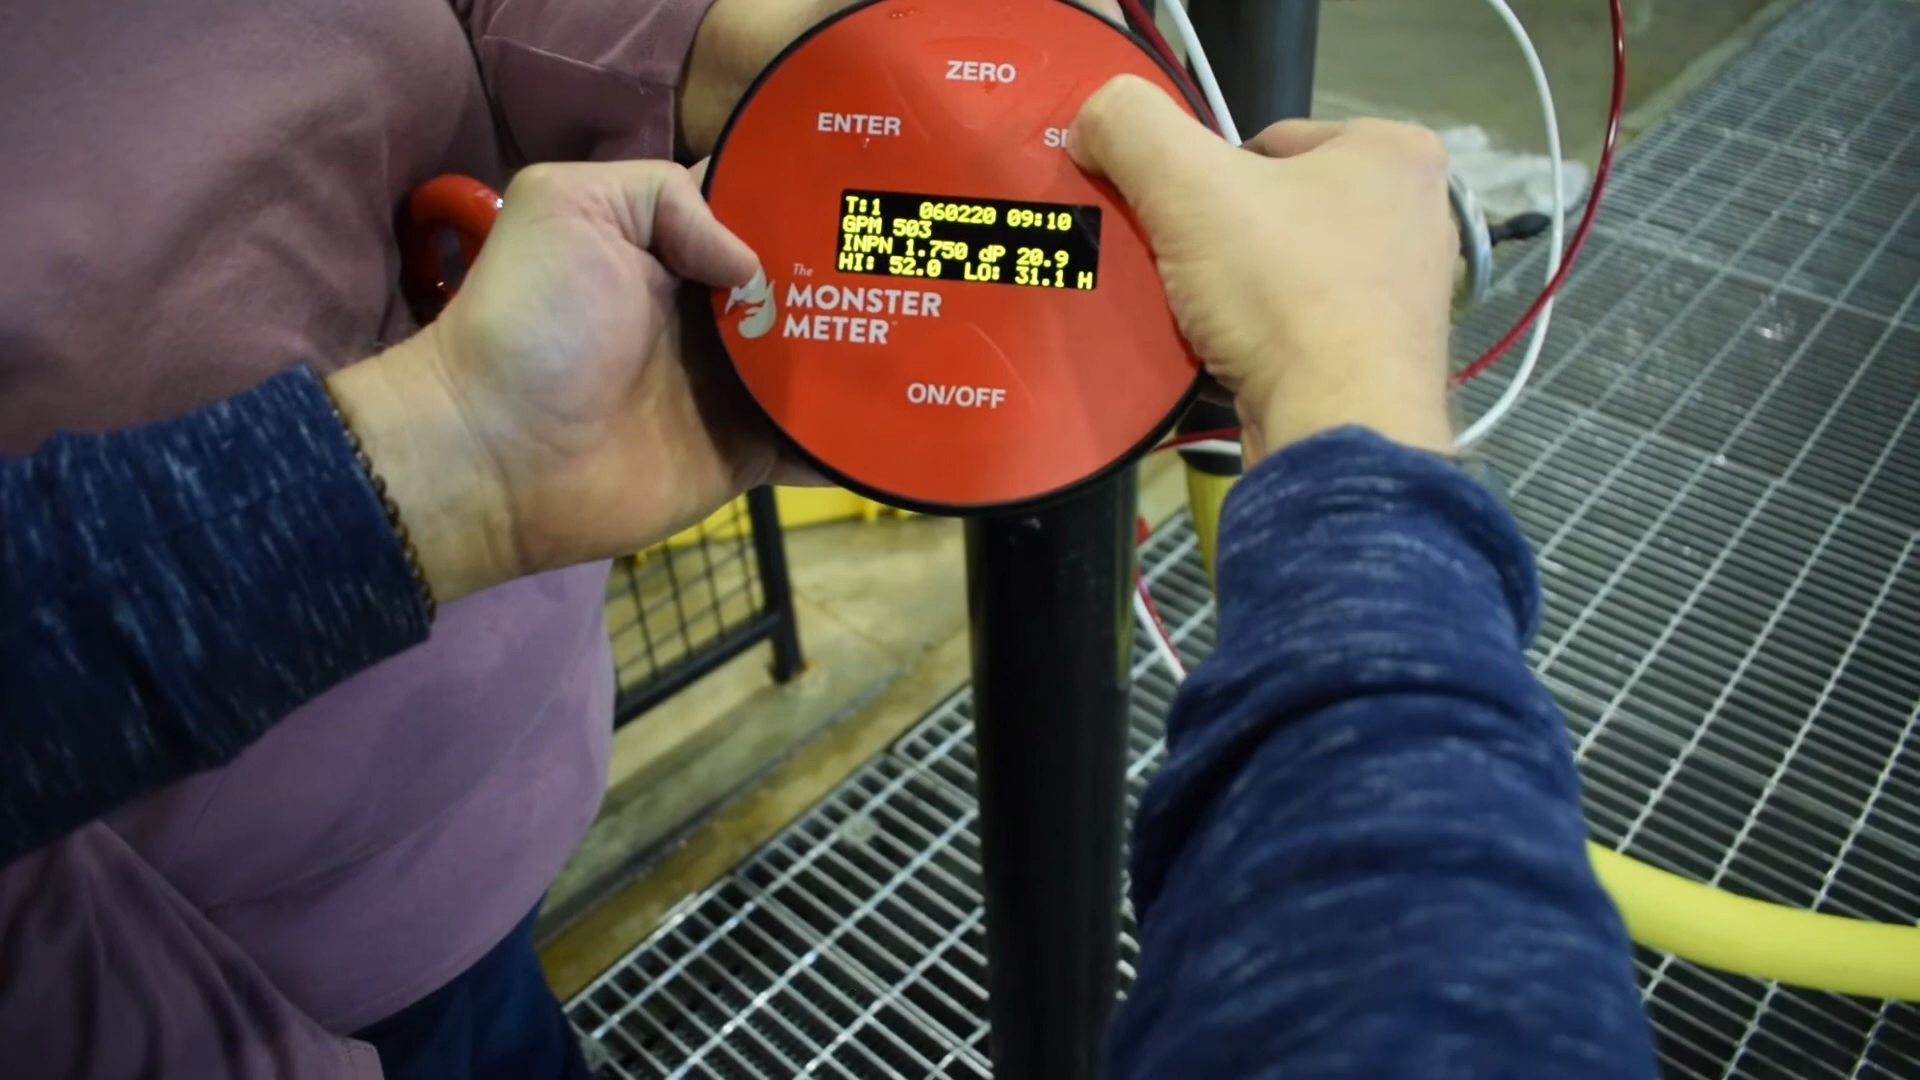 ZERO
ENTER
T:1 060220 09:10
GPM 503
INPN 1.750 dP 20.9
HI: 52.0 LO: 31.1 H
The
MONSTER
METER
ON/OFF